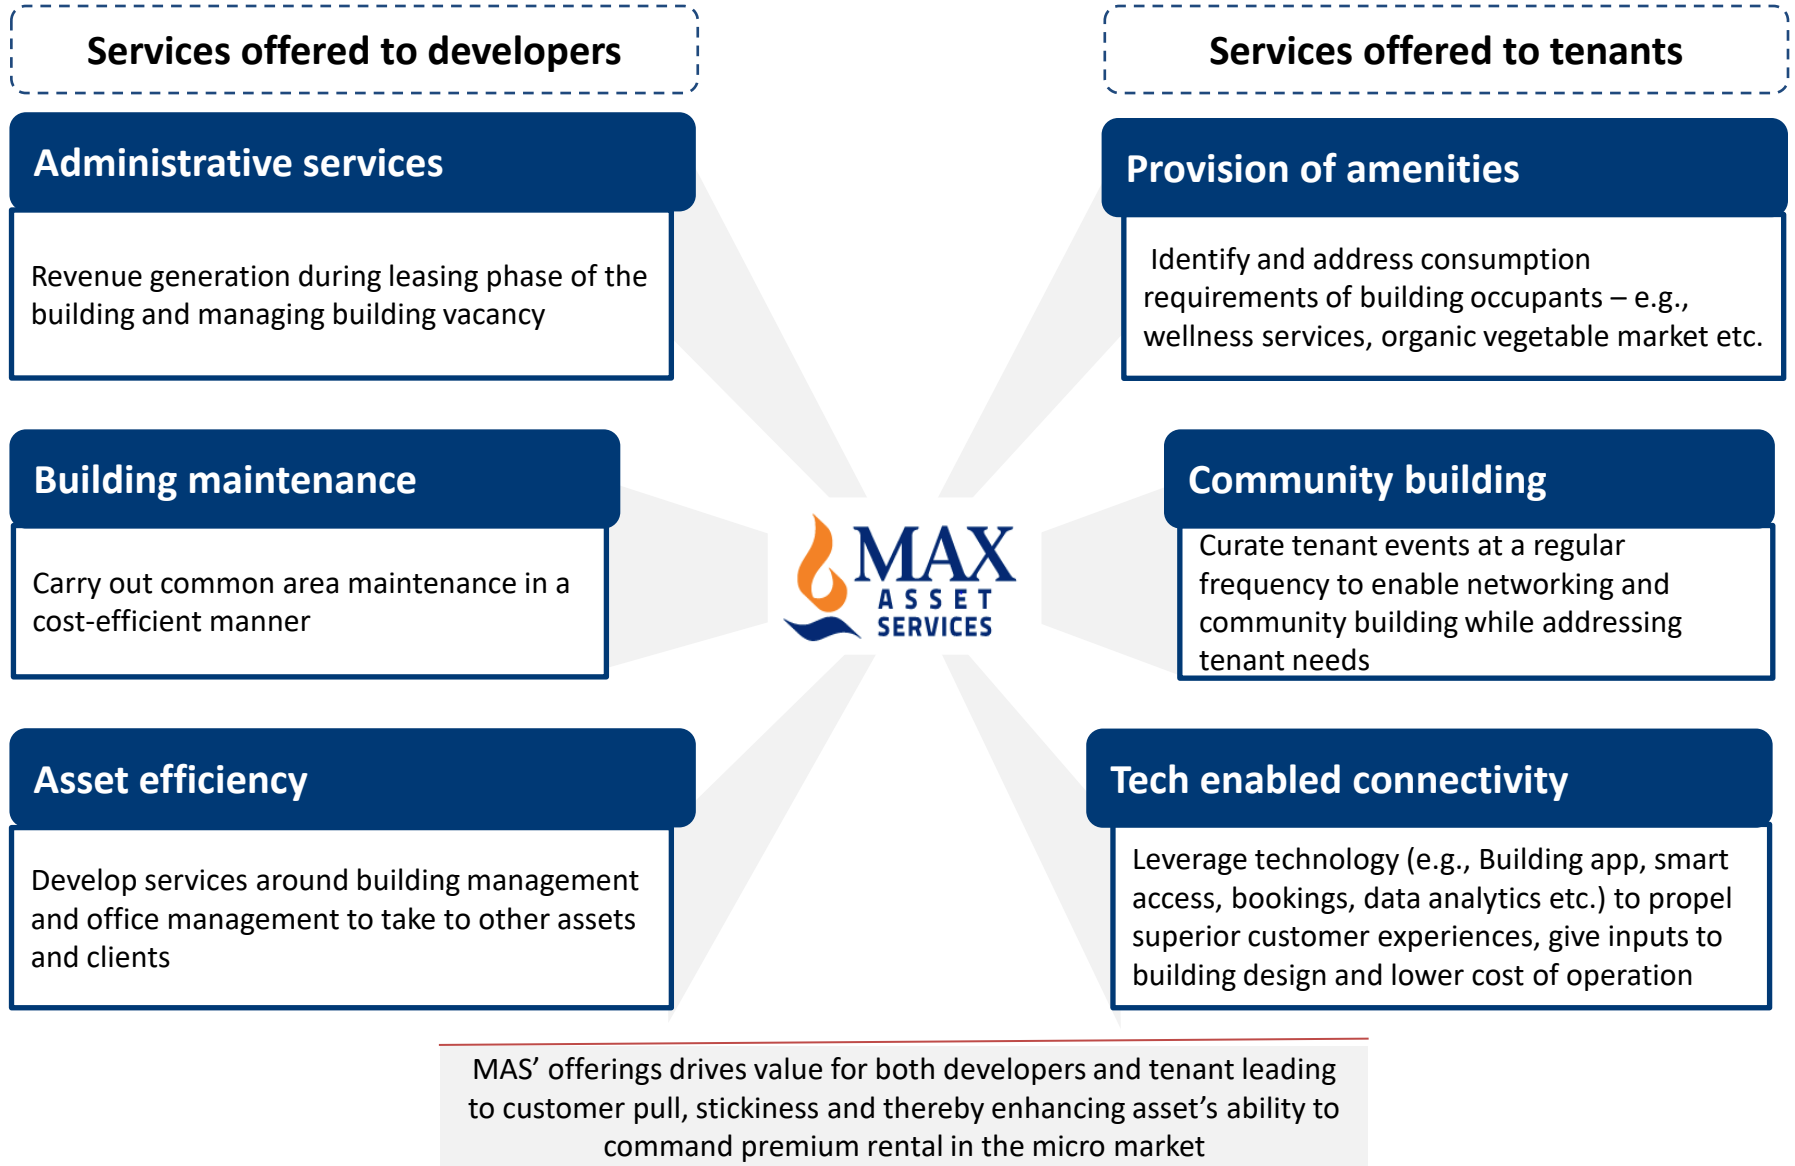 Services offered to developers
Administrative services
Revenue generation during leasing phase of the
building and managing building vacancy
Building maintenance
Carry out common area maintenance in a
cost-efficient manner
Asset efficiency
Develop services around building management
and office management to take to other assets
and clients
MAX
ASSET
SERVICES
Services offered to tenants
Provision of amenities
Identify and address consumption
requirements of building occupants – e.g.,
wellness services, organic vegetable market etc.
Community building
Curate tenant events at a regular
frequency to enable networking and
community building while addressing
tenant needs
Tech enabled connectivity
Leverage technology (e.g., Building app, smart
access, bookings, data analytics etc.) to propel
superior customer experiences, give inputs to
building design and lower cost of operation
MAS’ offerings drives value for both developers and tenant leading
to customer pull, stickiness and thereby enhancing asset’s ability to
command premium rental in the micro market